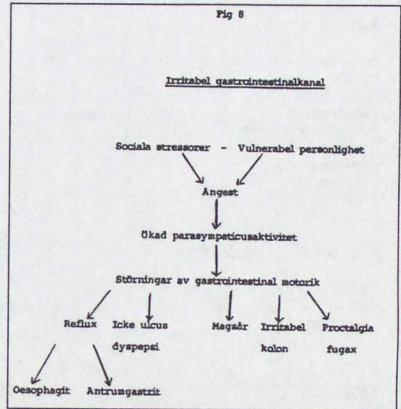 Fig 8
Irritabel gastrointestinalkanal
Sociala stressorer - Vulnerabel personlighet
Angest
Ökad parasympaticusaktivitet
Störningar av gastrointestinal motorik
Reflux Icke ulcus Magsår Irritabel Proctalgia
dyspepsi kolon fugax
Oesophagit Antrumgastrit